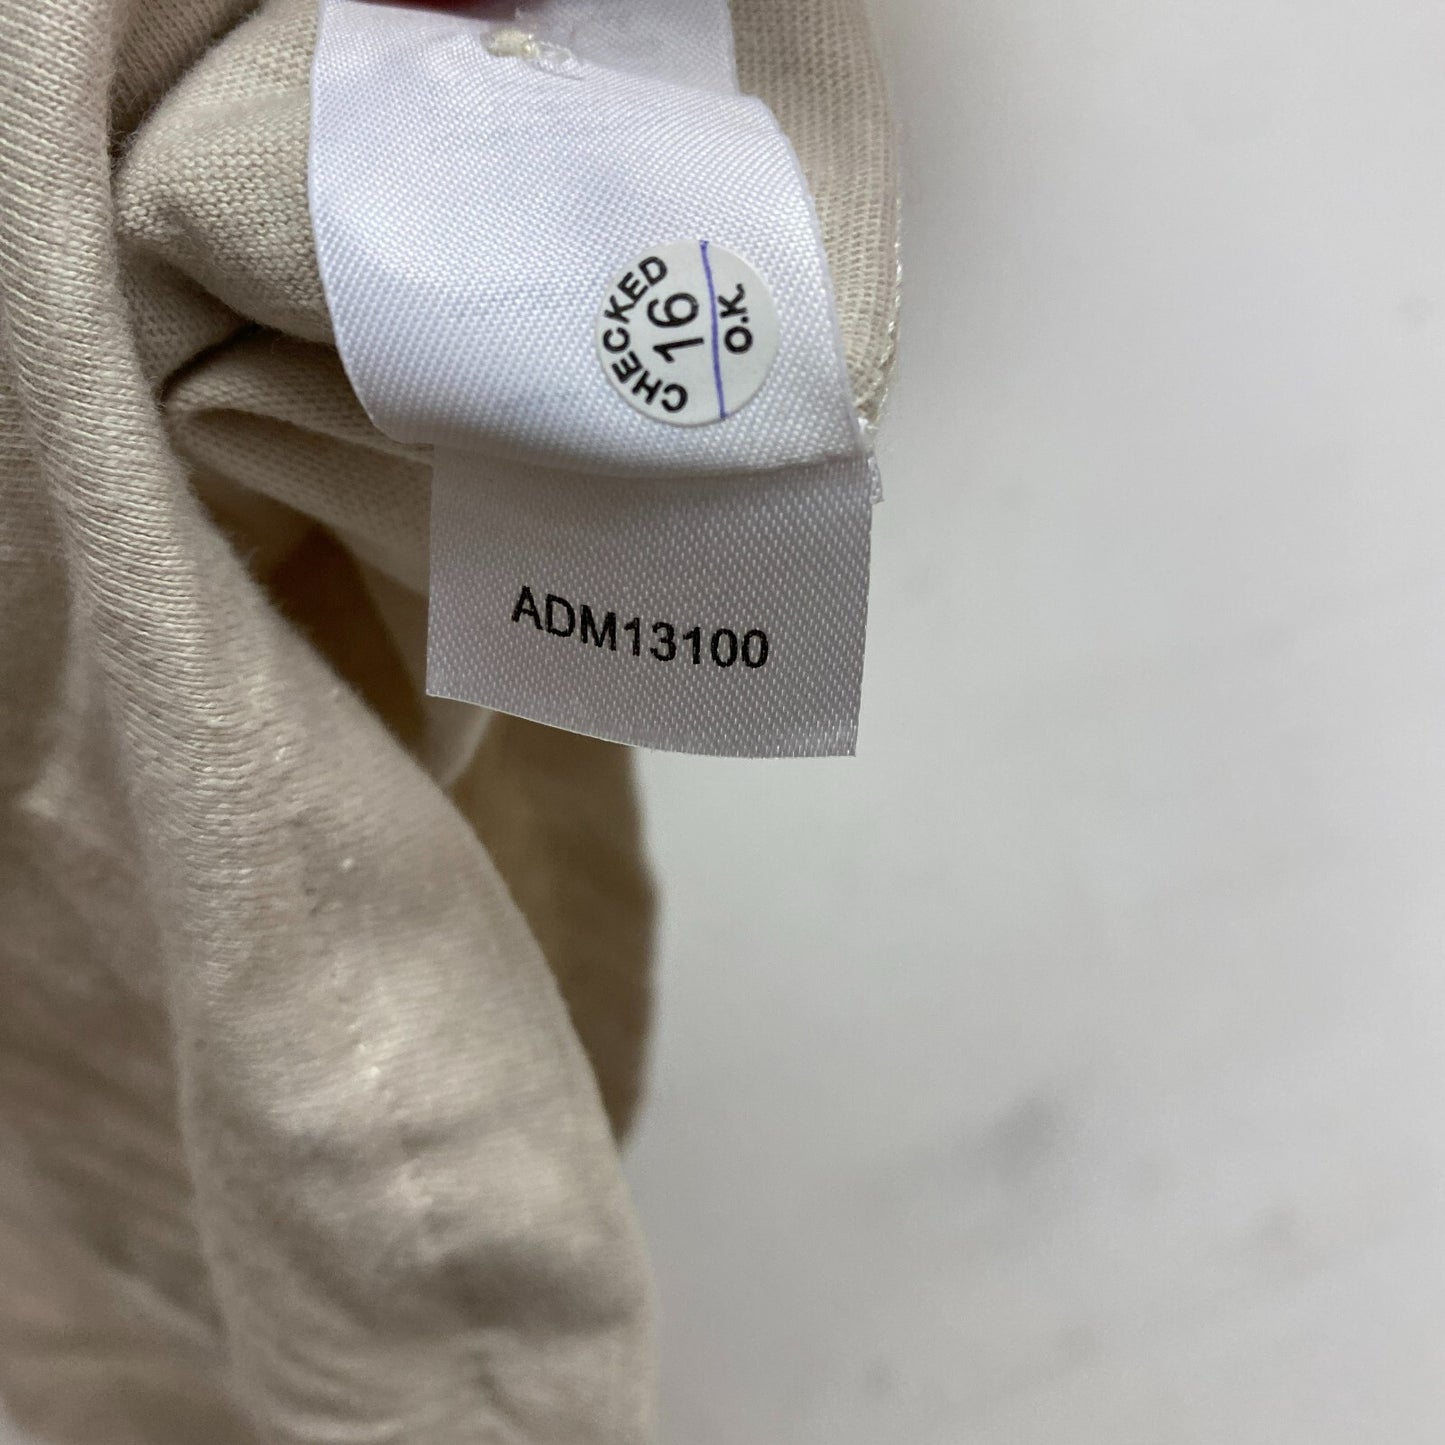 CHECKED
16
O.K.
ADM13100